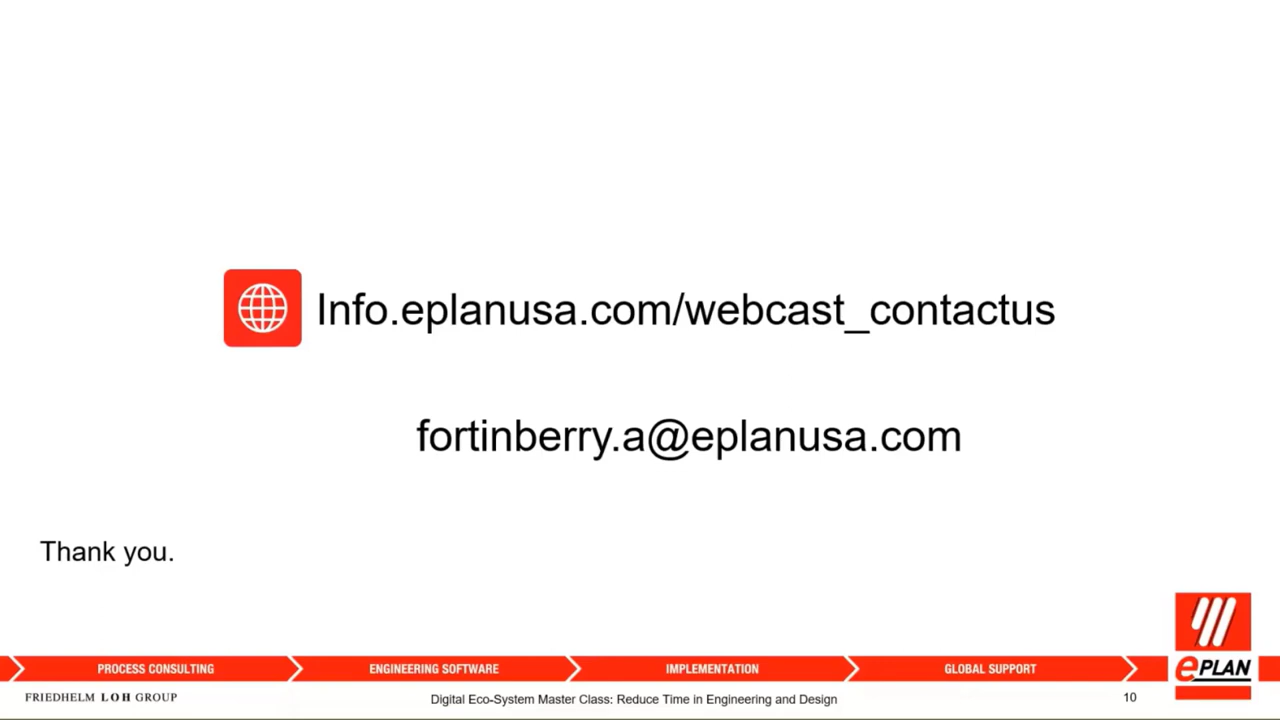 Info.eplanusa.com/webcast_contactus
fortinberry.a@eplanusa.com
Thank you.
PROCESS CONSULTING
ENGINEERING SOFTWARE
IMPLEMENTATION
GLOBAL SUPPORT
ePLAN
FRIEDHELM LOH GROUP
Digital Eco-System Master Class: Reduce Time in Engineering and Design
10